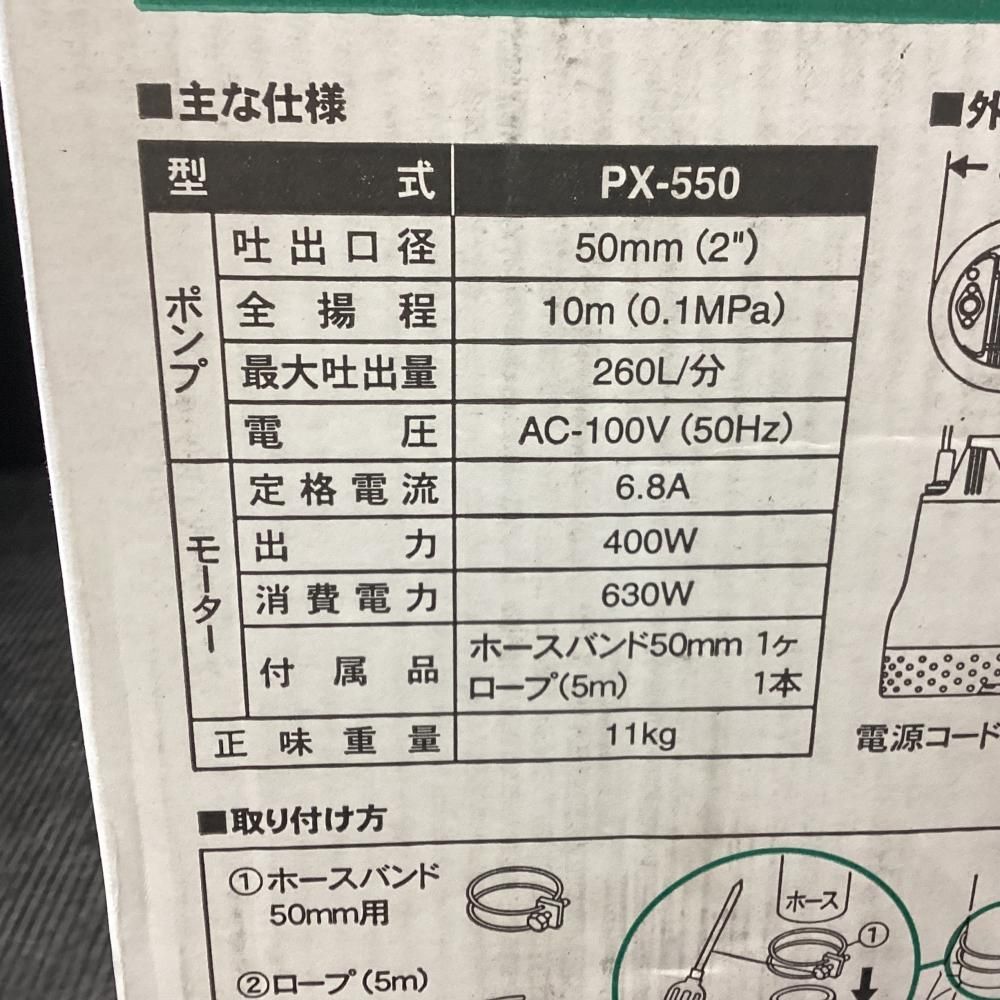 ■主な仕様
型式 PX-550
ポンプ
吐出口径 50mm (2")
全揚程 10m (0.1MPa)
最大吐出量 260L/分
電圧 AC-100V (50Hz)
モーター
定格電流 6.8A
出力 400W
消費電力 630W
付属品 ホースバンド50mm 1ヶ
ロープ(5m) 1本
正味重量 11kg
■外
電源コード
■取り付け方
①ホースバンド
50mm用
②ロープ(5m)
ホース
①